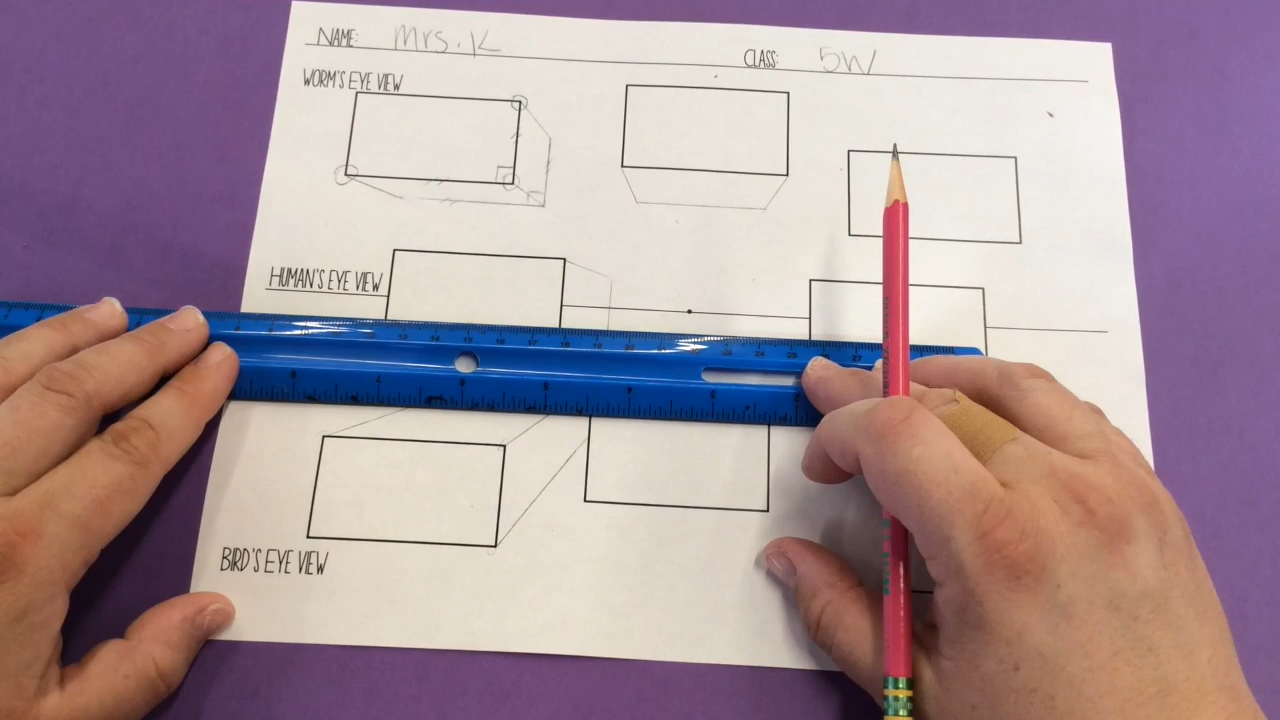 NAME: Mrs. K CLASS: 5W
WORM'S EYE VIEW
HUMAN'S EYE VIEW
BIRD'S EYE VIEW